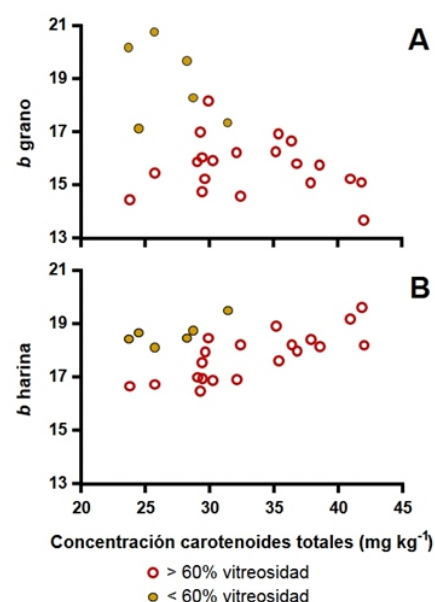 21
19
17
15
13
b grano
A
21
19
17
15
13
b harina
B
20 25 30 35 40 45
Concentración carotenoides totales (mg kg⁻¹)
> 60% vitreosidad
< 60% vitreosidad